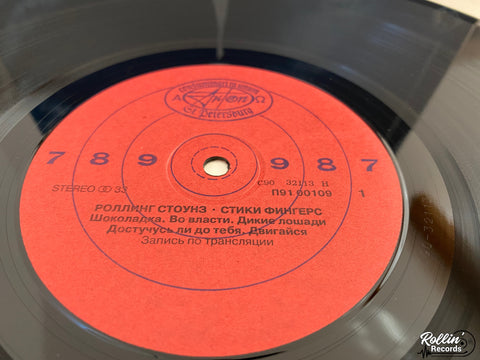 А АнТроп Ω
St. Petersburg
7 8 9 9 8 7
STEREO 33
С90 32113 Н
П91 00109
1
РОЛЛИНГ СТОУНЗ · СТИКИ ФИНГЕРС
Шоколадка. Во власти. Дикие лошади
Достучусь ли до тебя. Двигайся
Запись по трансляции
Rollin'
Records